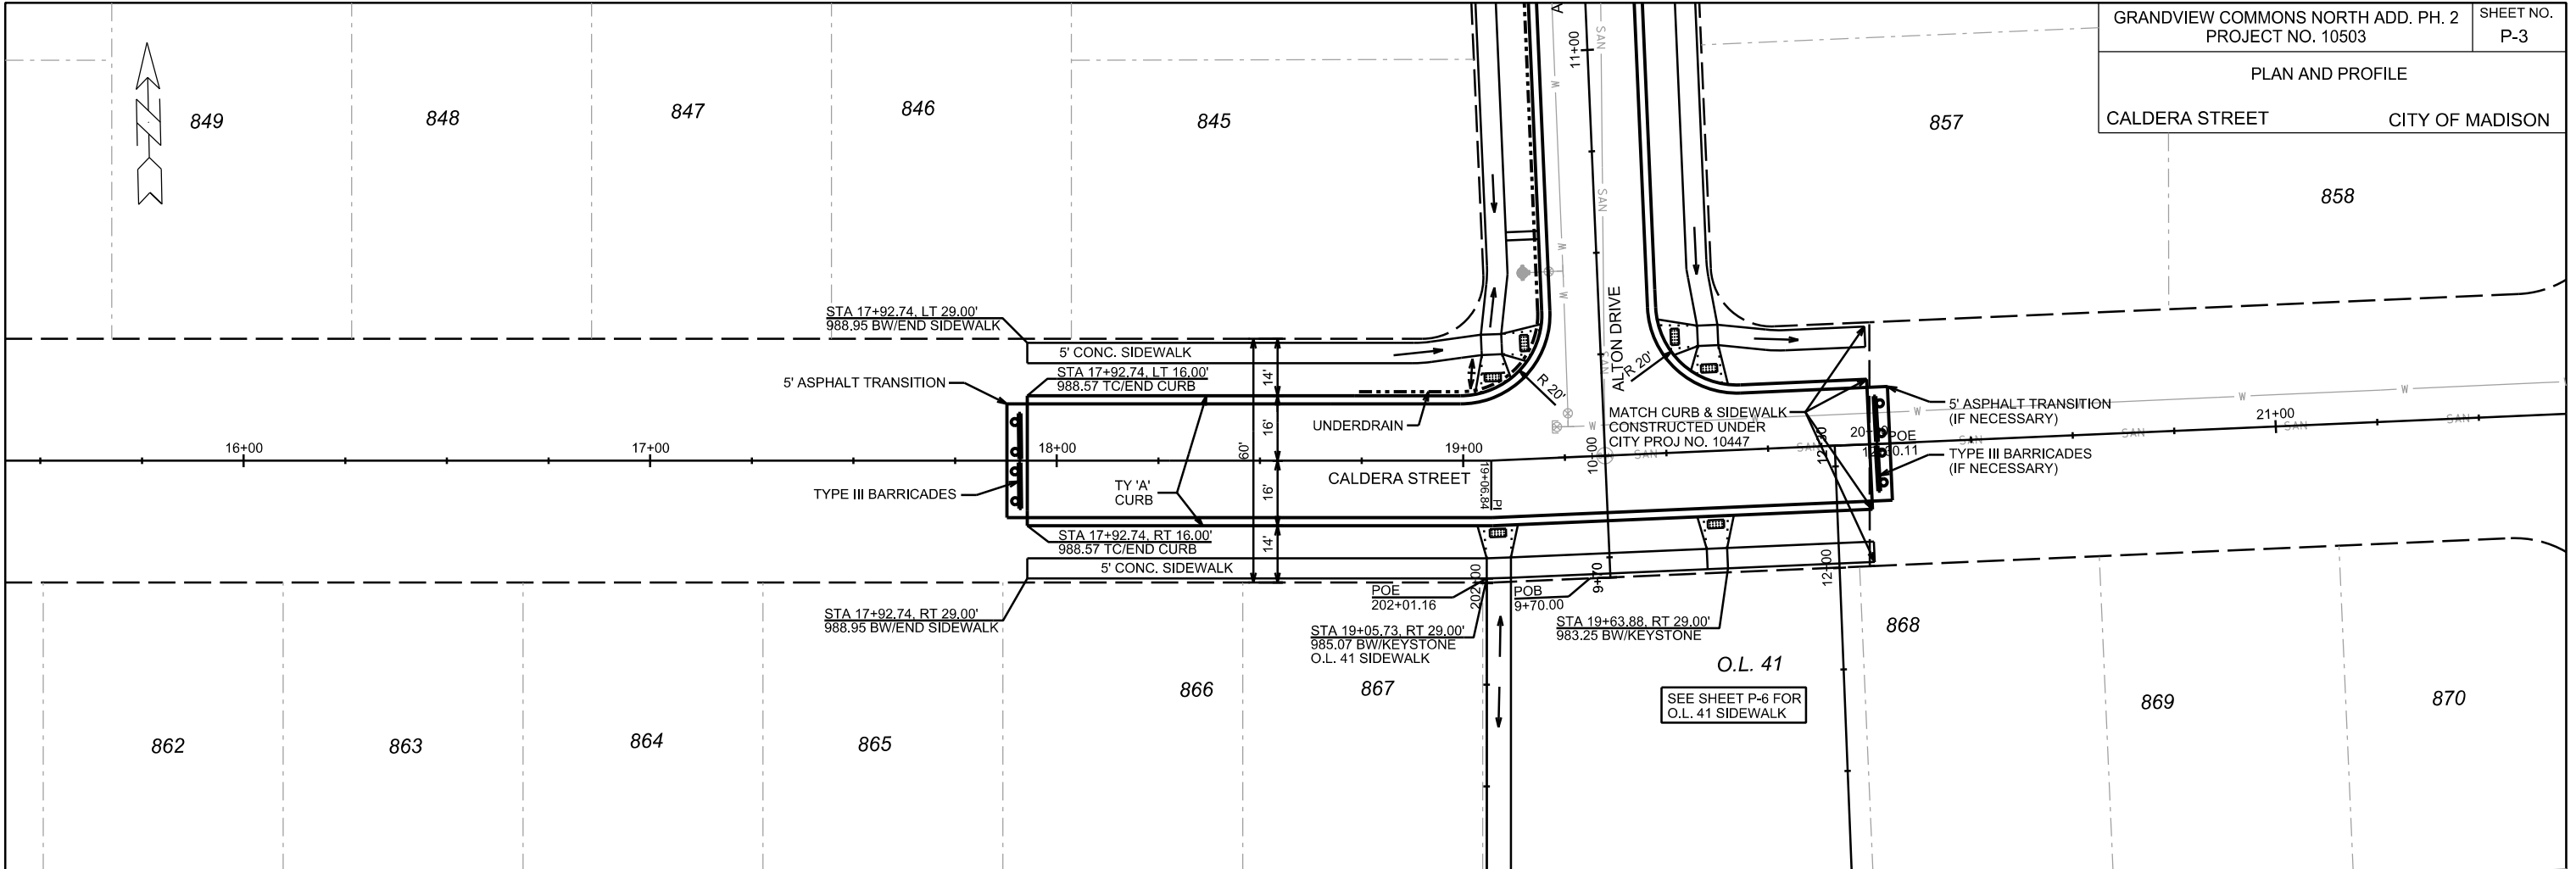 GRANDVIEW COMMONS NORTH ADD. PH. 2
PROJECT NO. 10503
SHEET NO.
P-3
PLAN AND PROFILE
CALDERA STREET
CITY OF MADISON
849
848
847
846
845
857
858
11+00
A
SAN
SAN
SAN
W
W
W
STA 17+92.74, LT 29.00'
988.95 BW/END SIDEWALK
5' CONC. SIDEWALK
5' ASPHALT TRANSITION
STA 17+92.74, LT 16.00'
988.57 TC/END CURB
14'
16'
60'
16'
14'
R 20'
R 20'
ALTON DRIVE
UNDERDRAIN
MATCH CURB & SIDEWALK
CONSTRUCTED UNDER
CITY PROJ NO. 10447
5' ASPHALT TRANSITION
(IF NECESSARY)
W
W
W
W
W
16+00
17+00
18+00
19+00
10+00
21+00
SAN
SAN
SAN
SAN
SAN
SAN
POE
TYPE III BARRICADES
(IF NECESSARY)
TYPE III BARRICADES
TY 'A'
CURB
CALDERA STREET
PI
19+06.84
STA 17+92.74, RT 16.00'
988.57 TC/END CURB
5' CONC. SIDEWALK
202+00
9+70
12+00
POE
202+01.16
POB
9+70.00
STA 17+92.74, RT 29.00'
988.95 BW/END SIDEWALK
STA 19+05.73, RT 29.00'
985.07 BW/KEYSTONE
O.L. 41 SIDEWALK
STA 19+63.88, RT 29.00'
983.25 BW/KEYSTONE
868
O.L. 41
SEE SHEET P-6 FOR
O.L. 41 SIDEWALK
862
863
864
865
866
867
869
870